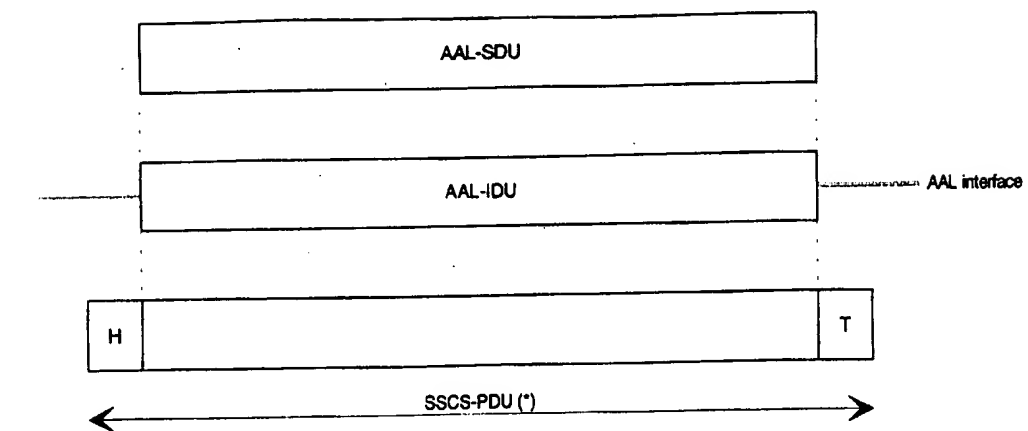 AAL-SDU
AAL-IDU
AAL interface
H
T
SSCS-PDU (*)